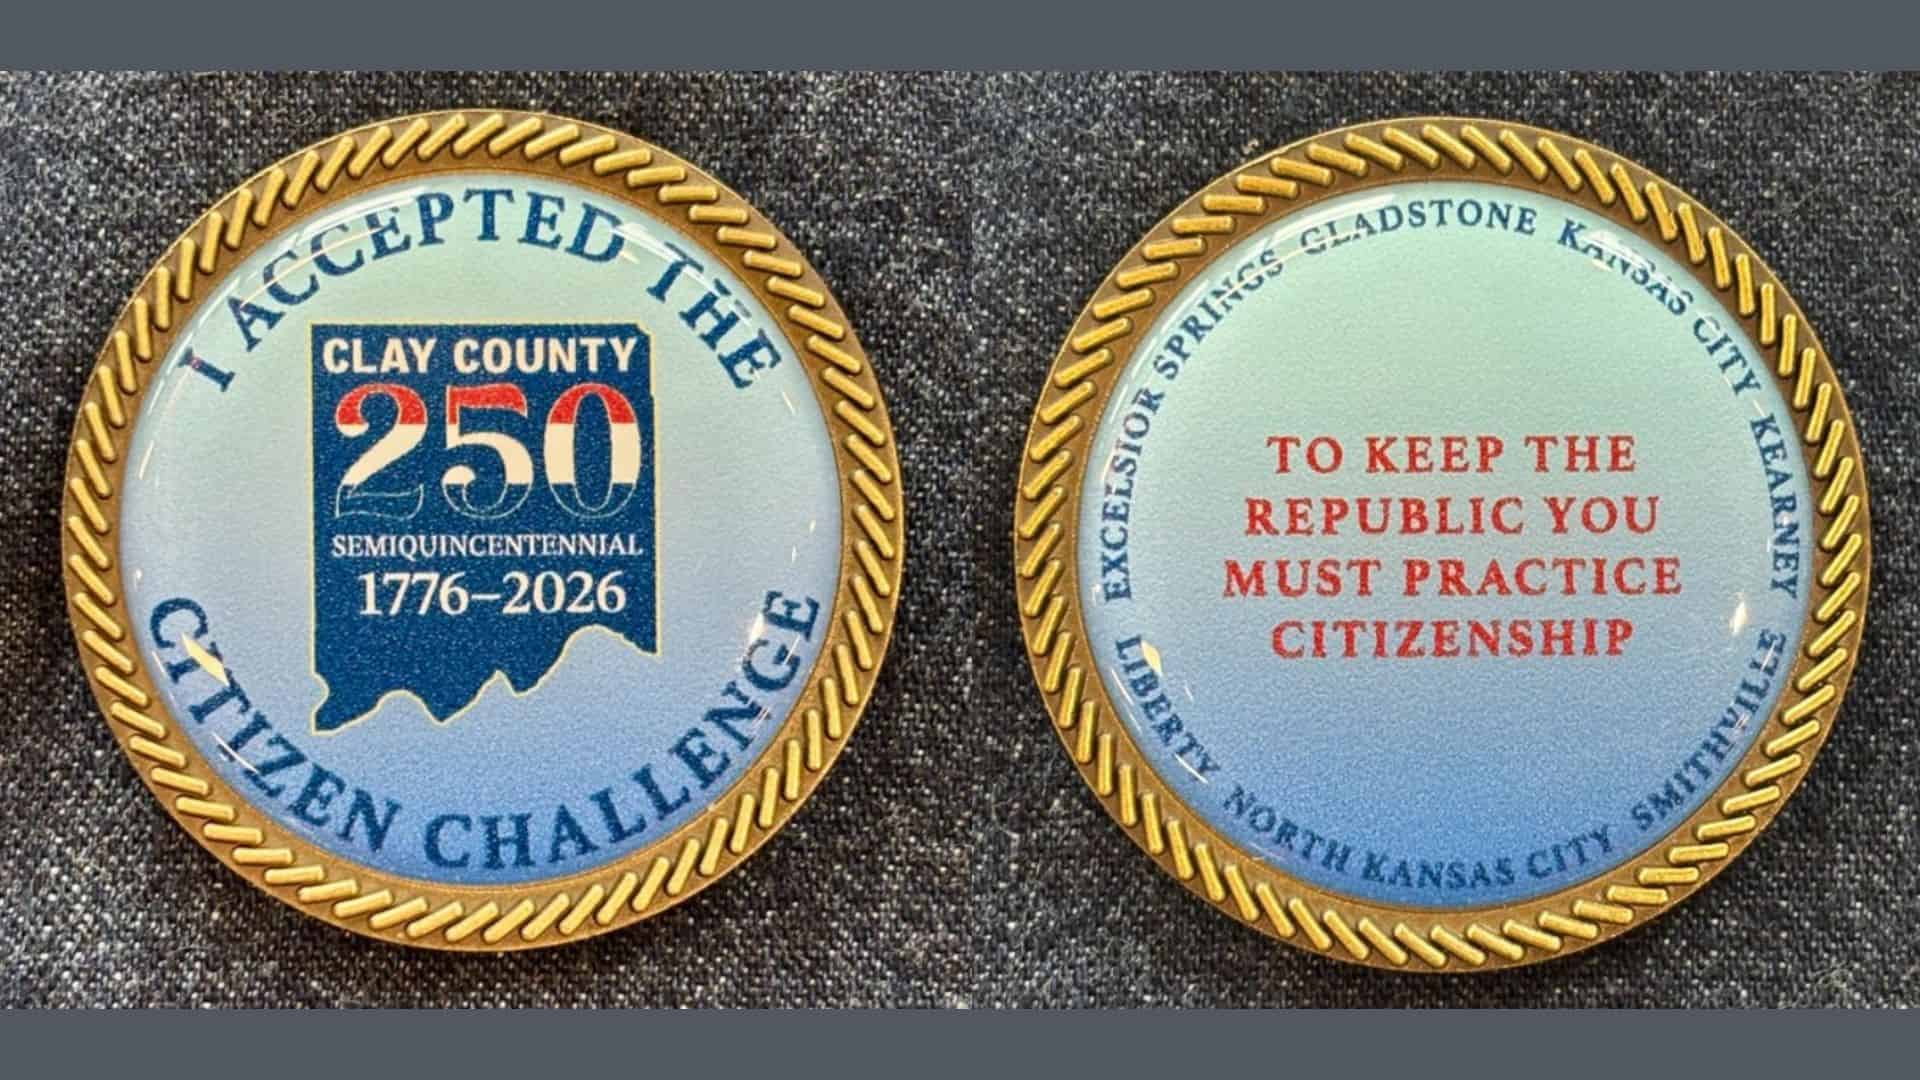 I ACCEPTED THE
CLAY COUNTY
250
SEMIQUINCENTENNIAL
1776–2026
CITIZEN CHALLENGE
EXCELSIOR SPRINGS GLADSTONE KANSAS CITY KEARNEY
TO KEEP THE
REPUBLIC YOU
MUST PRACTICE
CITIZENSHIP
LIBERTY NORTH KANSAS CITY SMITHVILLE